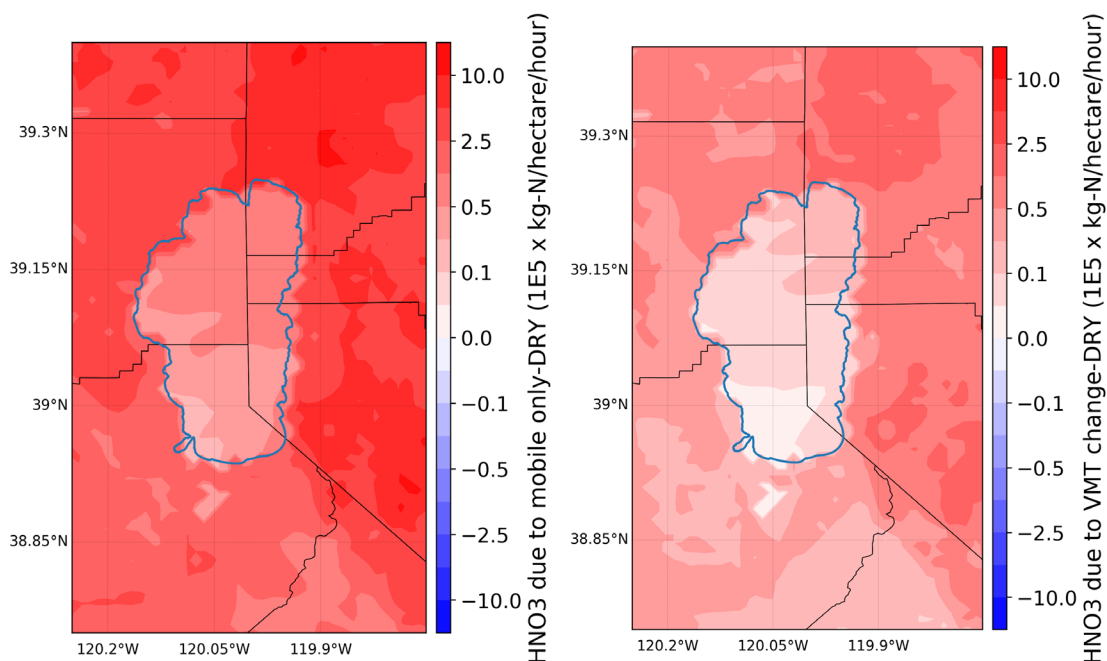 39.3°N
39.15°N
39°N
38.85°N
120.2°W
120.05°W
119.9°W
10.0
2.5
0.5
0.1
0.0
−0.1
−0.5
−2.5
−10.0
HNO3 due to mobile only-DRY (1E5 x kg-N/hectare/hour)
39.3°N
39.15°N
39°N
38.85°N
120.2°W
120.05°W
119.9°W
10.0
2.5
0.5
0.1
0.0
−0.1
−0.5
−2.5
−10.0
HNO3 due to VMT change-DRY (1E5 x kg-N/hectare/hour)